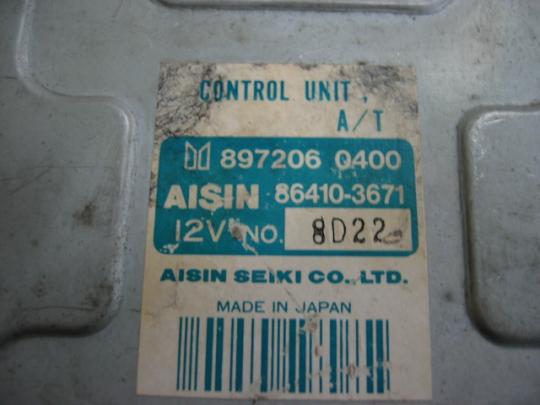 CONTROL UNIT,
A/T
897206 0400
AISIN 86410-3671
12V NO. 8D22
AISIN SEIKI CO., LTD.
MADE IN JAPAN